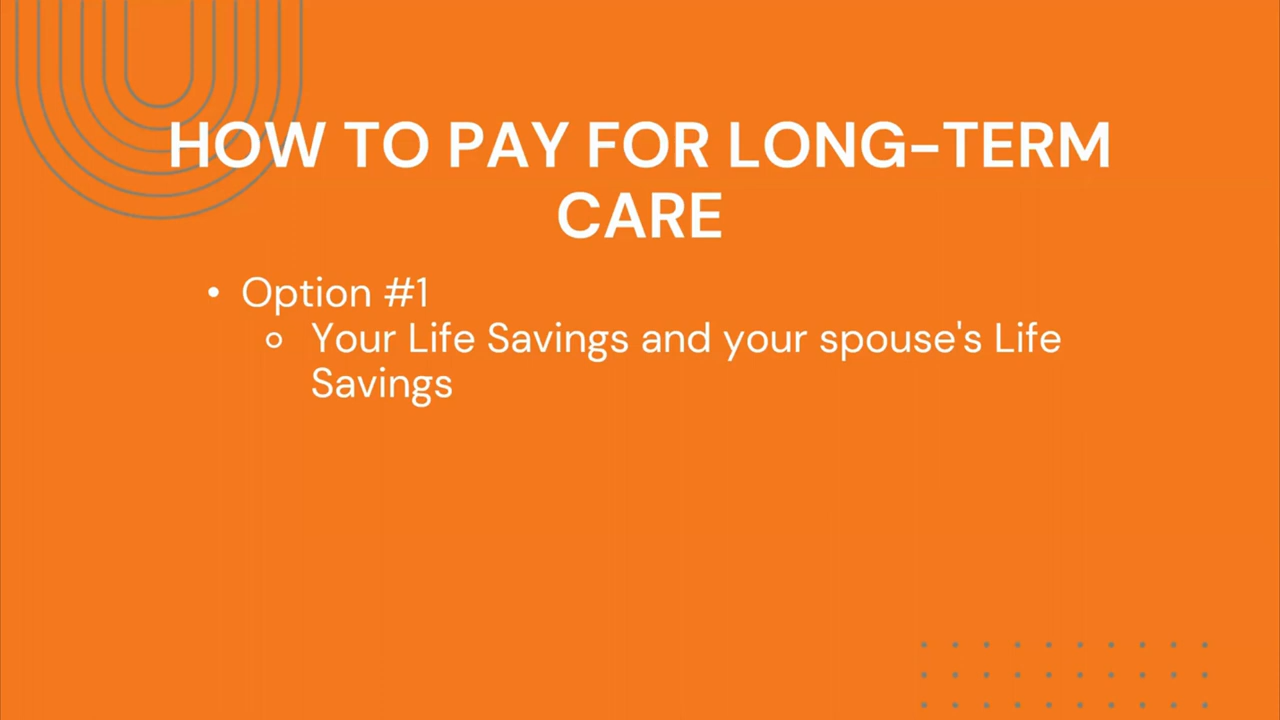 HOW TO PAY FOR LONG-TERM
CARE
• Option #1
○ Your Life Savings and your spouse's Life
Savings